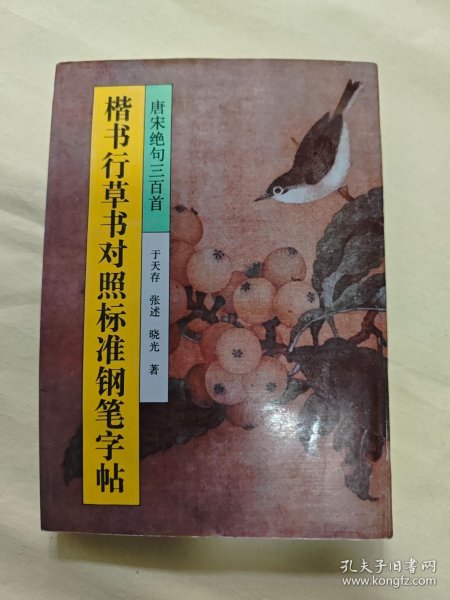 唐宋绝句三百首
楷书行草书对照标准钢笔字帖
于天存 张述 晓光 著
孔夫子旧书网
www.kongfz.com